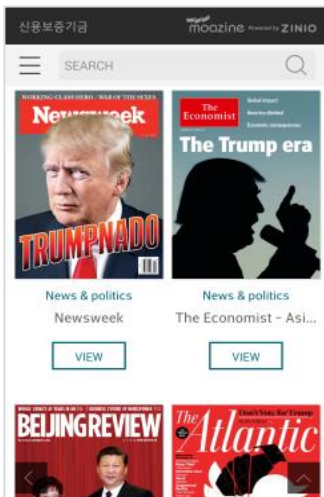 신용보증기금
moazine Powered by ZINIO
SEARCH
WORKING-CLASS HERO / WAR OF THE SEXES
Newsweek
TRUMPNADO
The
Economist
Global impact
America divided
Economic consequences
The Trump era
News & politics
Newsweek
VIEW
News & politics
The Economist - Asi...
VIEW
BEIJING REVIEW
Don't Vote for Trump
The Atlantic